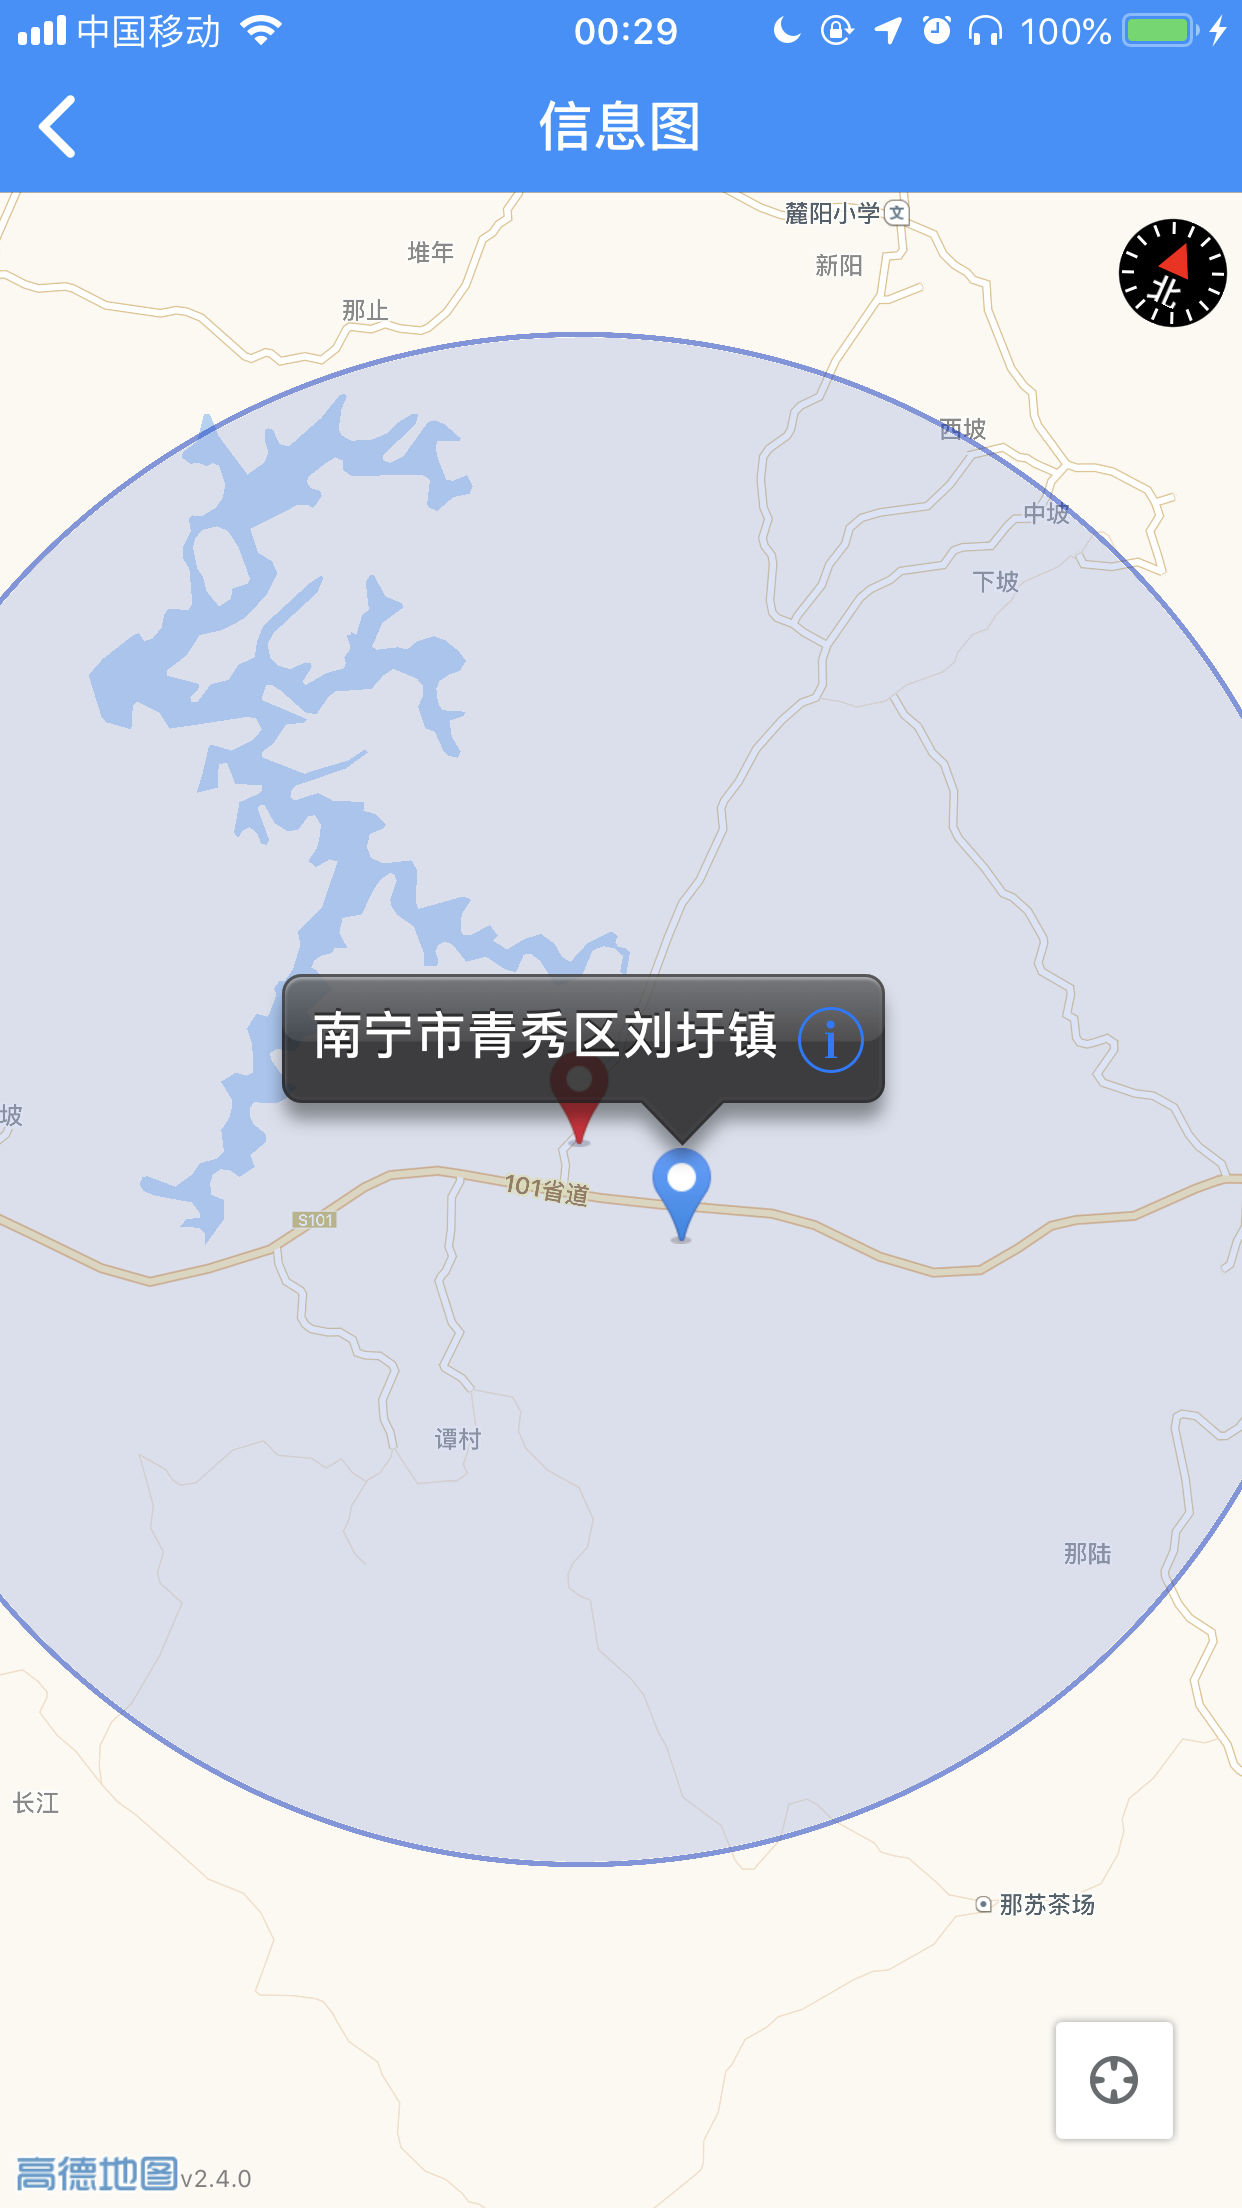 中国移动 00:29 100%
信息图
麓阳小学 文
堆年
新阳
那止
北
西坡
中坡
下坡
南宁市青秀区刘圩镇 i
坡
101省道
S101
谭村
那陆
长江
那苏茶场
高德地图 v2.4.0